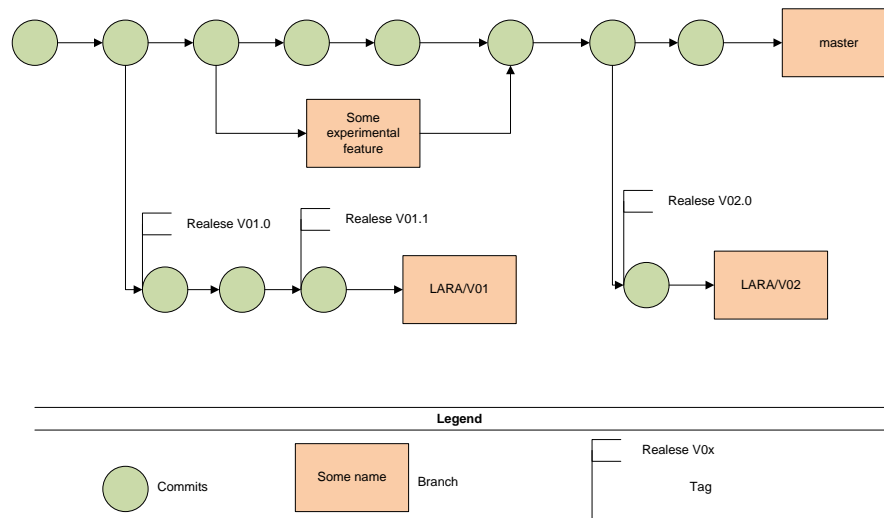 master
Some
experimental
feature
Realese V01.0
Realese V01.1
Realese V02.0
LARA/V01
LARA/V02
Legend
Commits
Some name
Branch
Realese V0x
Tag